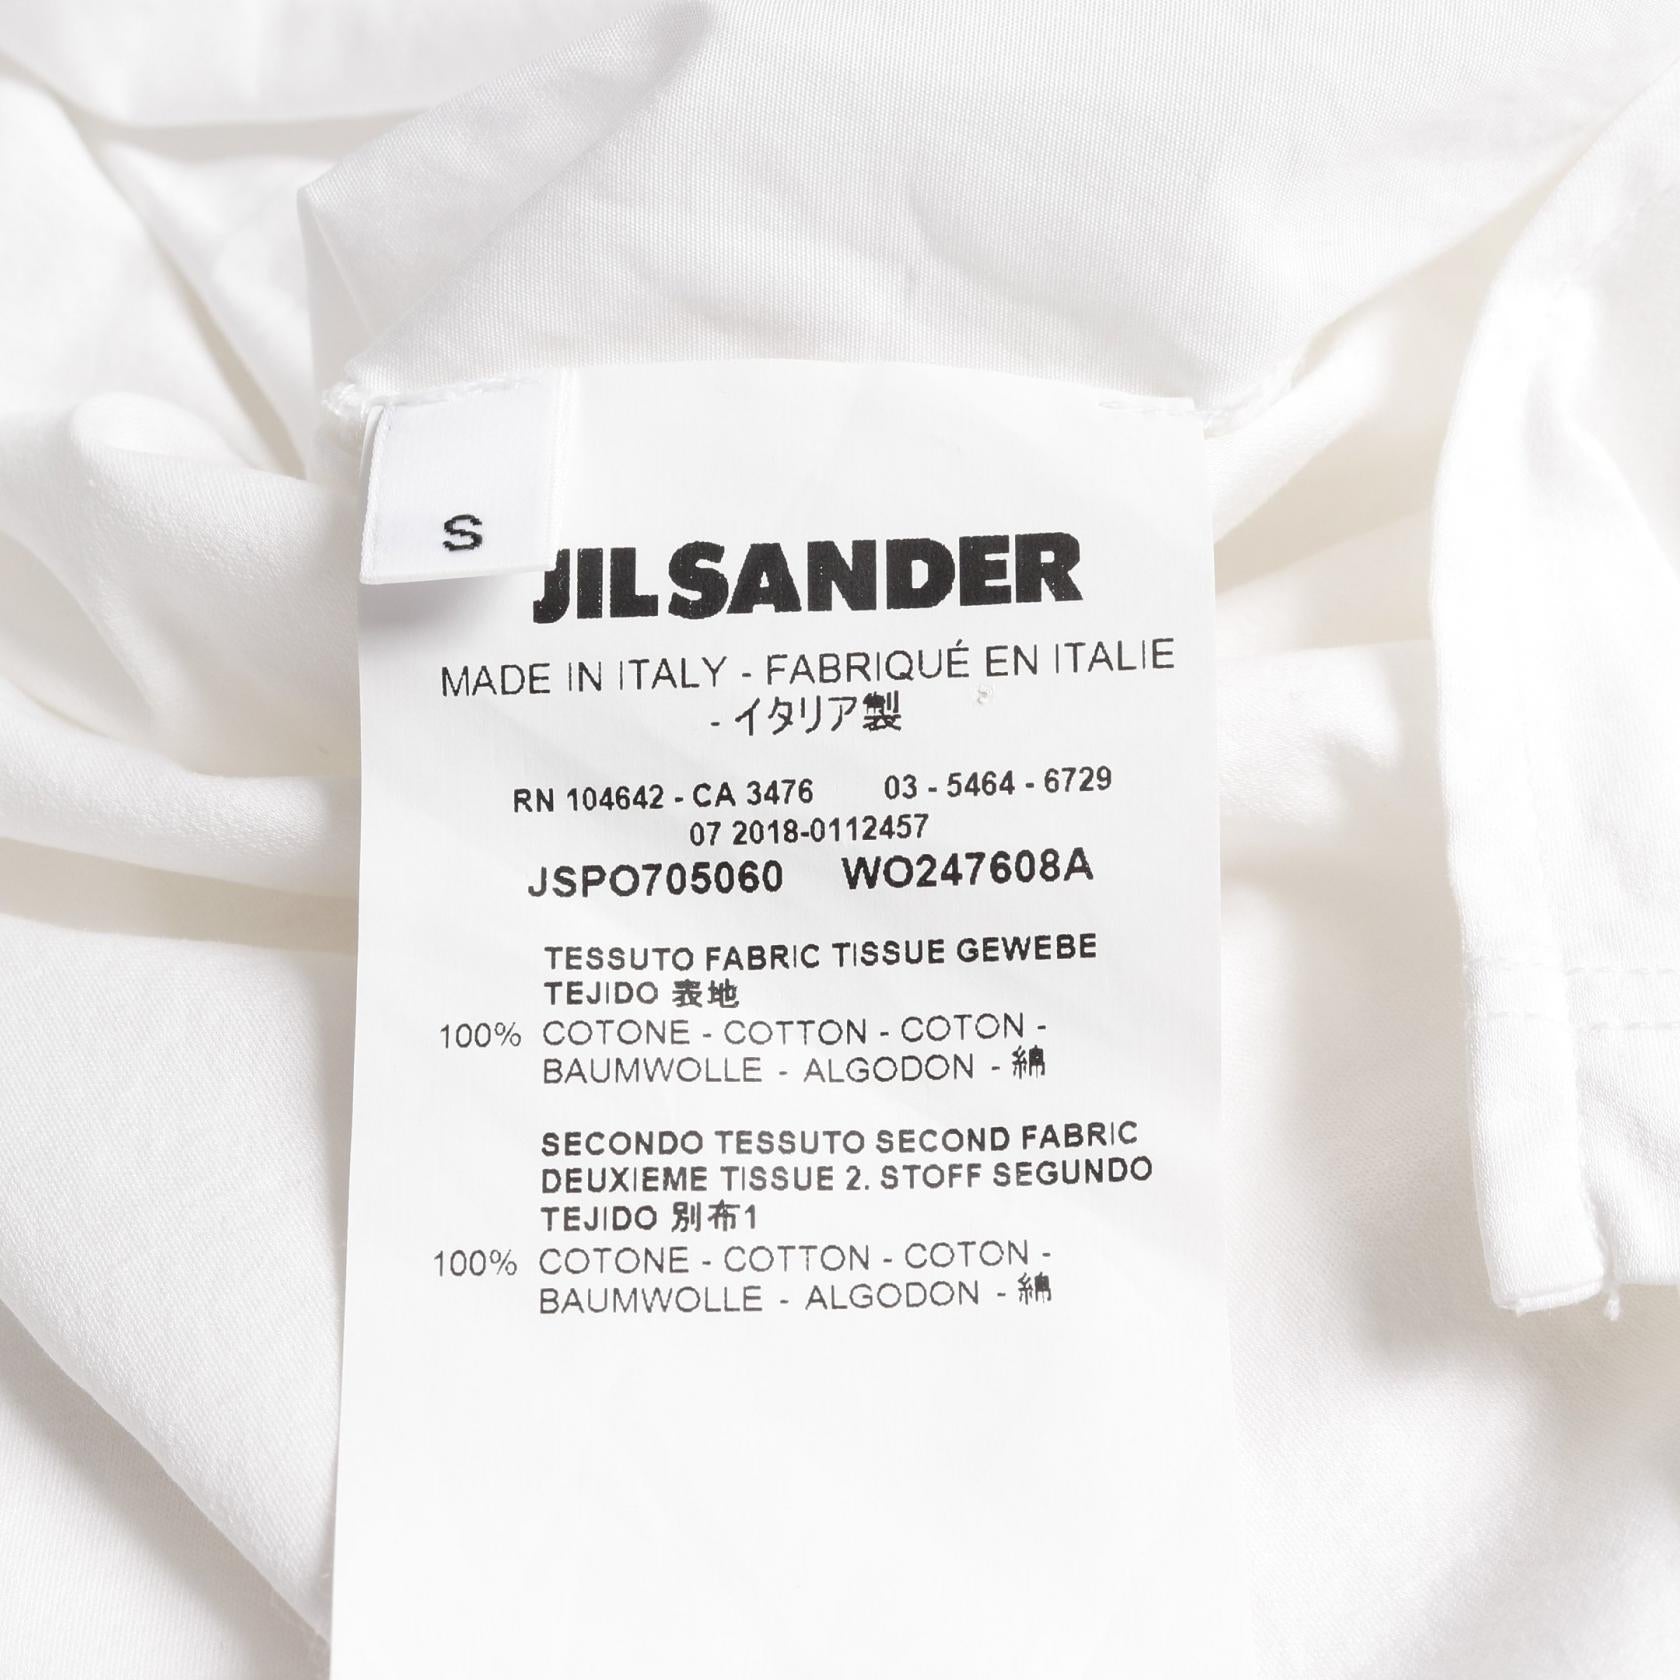 S
JIL SANDER
MADE IN ITALY - FABRIQUÉ EN ITALIE
- イタリア製
RN 104642 - CA 3476 03 - 5464 - 6729
07 2018-0112457
JSPO705060 WO247608A
TESSUTO FABRIC TISSUE GEWEBE
TEJIDO 表地
100% COTONE - COTTON - COTON -
BAUMWOLLE - ALGODON - 綿
SECONDO TESSUTO SECOND FABRIC
DEUXIEME TISSUE 2. STOFF SEGUNDO
TEJIDO 別布1
100% COTONE - COTTON - COTON -
BAUMWOLLE - ALGODON - 綿